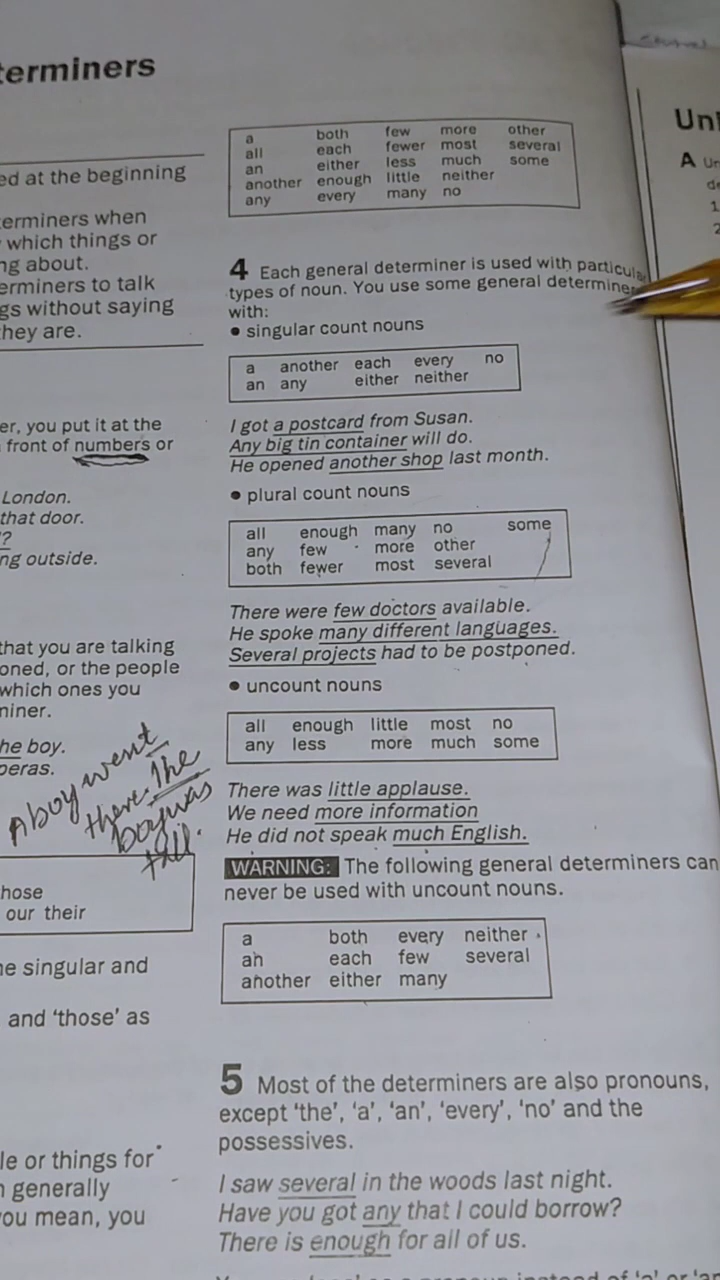 terminers
ed at the beginning
terminers when
which things or
ng about.
erminers to talk
gs without saying
they are.
er, you put it at the
front of numbers or
London.
that door.
?
ng outside.
that you are talking
oned, or the people
which ones you
miner.
he boy.
peras.
A boy went
there. The
boy was
tall.
hose
our their
ne singular and
and 'those' as
le or things for
n generally
ou mean, you
a both few more other
all each fewer most several
an either less much some
another enough little neither
any every many no
4 Each general determiner is used with particular
types of noun. You use some general determiners
with:
• singular count nouns
a another each every no
an any either neither
I got a postcard from Susan.
Any big tin container will do.
He opened another shop last month.
• plural count nouns
all enough many no some
any few more other
both fewer most several
There were few doctors available.
He spoke many different languages.
Several projects had to be postponed.
• uncount nouns
all enough little most no
any less more much some
There was little applause.
We need more information
He did not speak much English.
WARNING: The following general determiners can
never be used with uncount nouns.
a both every neither
an each few several
another either many
5 Most of the determiners are also pronouns,
except 'the', 'a', 'an', 'every', 'no' and the
possessives.
I saw several in the woods last night.
Have you got any that I could borrow?
There is enough for all of us.
Uni
A Un
de
1
2